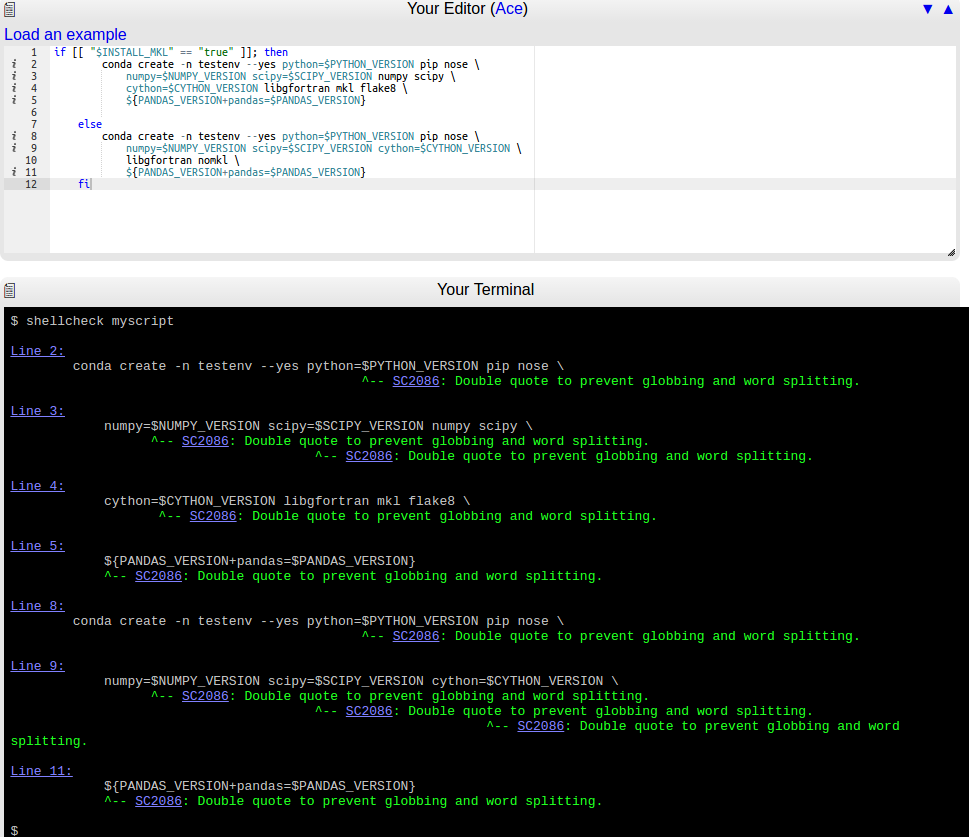 Your Editor (Ace) ▼ ▲
Load an example
1 if [[ "$INSTALL_MKL" == "true" ]]; then
i 2 conda create -n testenv --yes python=$PYTHON_VERSION pip nose \
i 3 numpy=$NUMPY_VERSION scipy=$SCIPY_VERSION numpy scipy \
i 4 cython=$CYTHON_VERSION libgfortran mkl flake8 \
i 5 ${PANDAS_VERSION+pandas=$PANDAS_VERSION}
6
7 else
i 8 conda create -n testenv --yes python=$PYTHON_VERSION pip nose \
i 9 numpy=$NUMPY_VERSION scipy=$SCIPY_VERSION cython=$CYTHON_VERSION \
10 libgfortran nomkl \
i 11 ${PANDAS_VERSION+pandas=$PANDAS_VERSION}
12 fi
Your Terminal
$ shellcheck myscript
Line 2:
conda create -n testenv --yes python=$PYTHON_VERSION pip nose \
^-- SC2086: Double quote to prevent globbing and word splitting.
Line 3:
numpy=$NUMPY_VERSION scipy=$SCIPY_VERSION numpy scipy \
^-- SC2086: Double quote to prevent globbing and word splitting.
^-- SC2086: Double quote to prevent globbing and word splitting.
Line 4:
cython=$CYTHON_VERSION libgfortran mkl flake8 \
^-- SC2086: Double quote to prevent globbing and word splitting.
Line 5:
${PANDAS_VERSION+pandas=$PANDAS_VERSION}
^-- SC2086: Double quote to prevent globbing and word splitting.
Line 8:
conda create -n testenv --yes python=$PYTHON_VERSION pip nose \
^-- SC2086: Double quote to prevent globbing and word splitting.
Line 9:
numpy=$NUMPY_VERSION scipy=$SCIPY_VERSION cython=$CYTHON_VERSION \
^-- SC2086: Double quote to prevent globbing and word splitting.
^-- SC2086: Double quote to prevent globbing and word splitting.
^-- SC2086: Double quote to prevent globbing and word
splitting.
Line 11:
${PANDAS_VERSION+pandas=$PANDAS_VERSION}
^-- SC2086: Double quote to prevent globbing and word splitting.
$